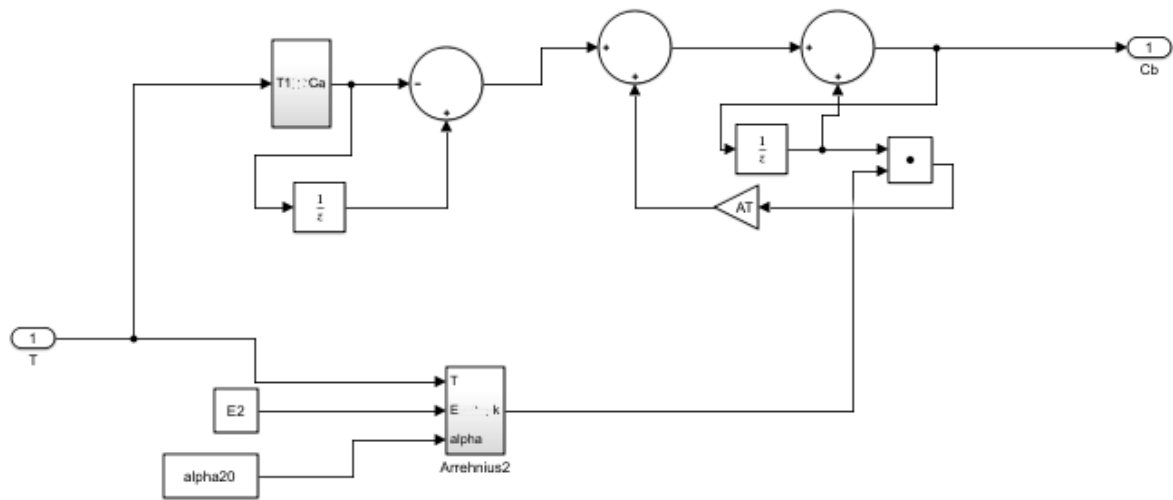 T1 Ca
- +
+ +
+ +
1
Cb
1
z
1
z
AT
1
T
E2
alpha20
T
E k
alpha
Arrehnius2